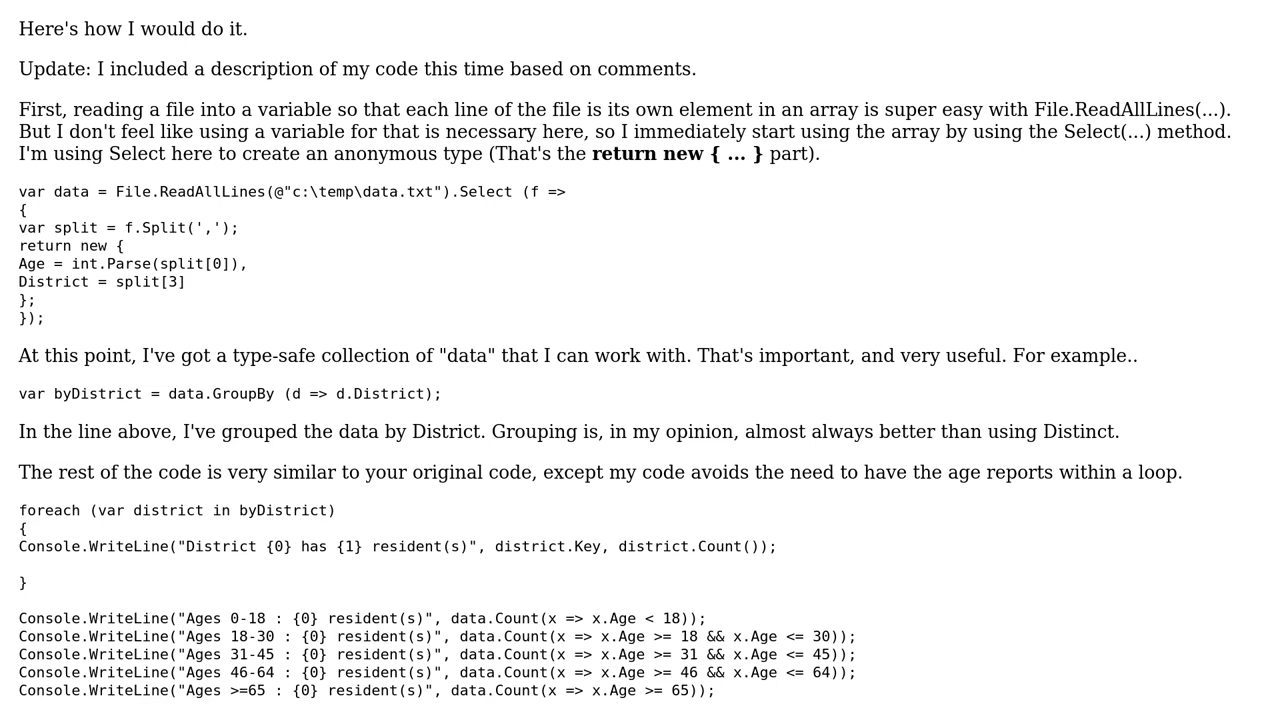 Here's how I would do it.
Update: I included a description of my code this time based on comments.
First, reading a file into a variable so that each line of the file is its own element in an array is super easy with File.ReadAllLines(...).
But I don't feel like using a variable for that is necessary here, so I immediately start using the array by using the Select(...) method.
I'm using Select here to create an anonymous type (That's the return new { ... } part).
var data = File.ReadAllLines(@"c:\temp\data.txt").Select (f =>
{
var split = f.Split(',');
return new {
Age = int.Parse(split[0]),
District = split[3]
};
});
At this point, I've got a type-safe collection of "data" that I can work with. That's important, and very useful. For example..
var byDistrict = data.GroupBy (d => d.District);
In the line above, I've grouped the data by District. Grouping is, in my opinion, almost always better than using Distinct.
The rest of the code is very similar to your original code, except my code avoids the need to have the age reports within a loop.
foreach (var district in byDistrict)
{
Console.WriteLine("District {0} has {1} resident(s)", district.Key, district.Count());
}
Console.WriteLine("Ages 0-18 : {0} resident(s)", data.Count(x => x.Age < 18));
Console.WriteLine("Ages 18-30 : {0} resident(s)", data.Count(x => x.Age >= 18 && x.Age <= 30));
Console.WriteLine("Ages 31-45 : {0} resident(s)", data.Count(x => x.Age >= 31 && x.Age <= 45));
Console.WriteLine("Ages 46-64 : {0} resident(s)", data.Count(x => x.Age >= 46 && x.Age <= 64));
Console.WriteLine("Ages >=65 : {0} resident(s)", data.Count(x => x.Age >= 65));